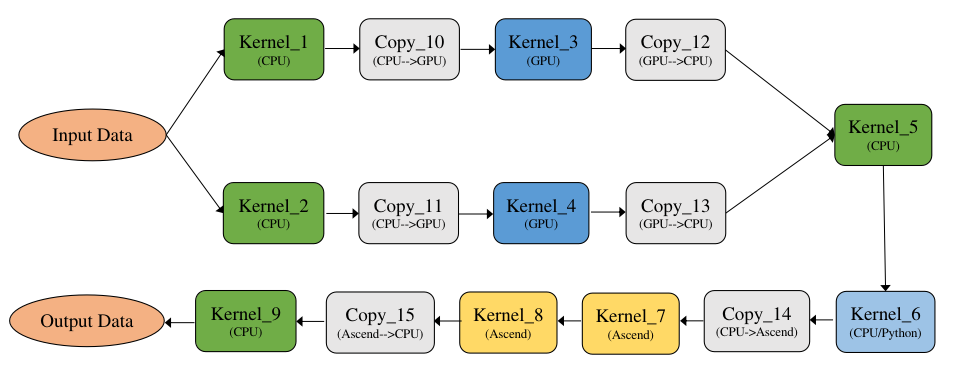 Kernel_1
(CPU)
Copy_10
(CPU-->GPU)
Kernel_3
(GPU)
Copy_12
(GPU-->CPU)
Input Data
Kernel_5
(CPU)
Kernel_2
(CPU)
Copy_11
(CPU-->GPU)
Kernel_4
(GPU)
Copy_13
(GPU-->CPU)
Output Data
Kernel_9
(CPU)
Copy_15
(Ascend-->CPU)
Kernel_8
(Ascend)
Kernel_7
(Ascend)
Copy_14
(CPU->Ascend)
Kernel_6
(CPU/Python)